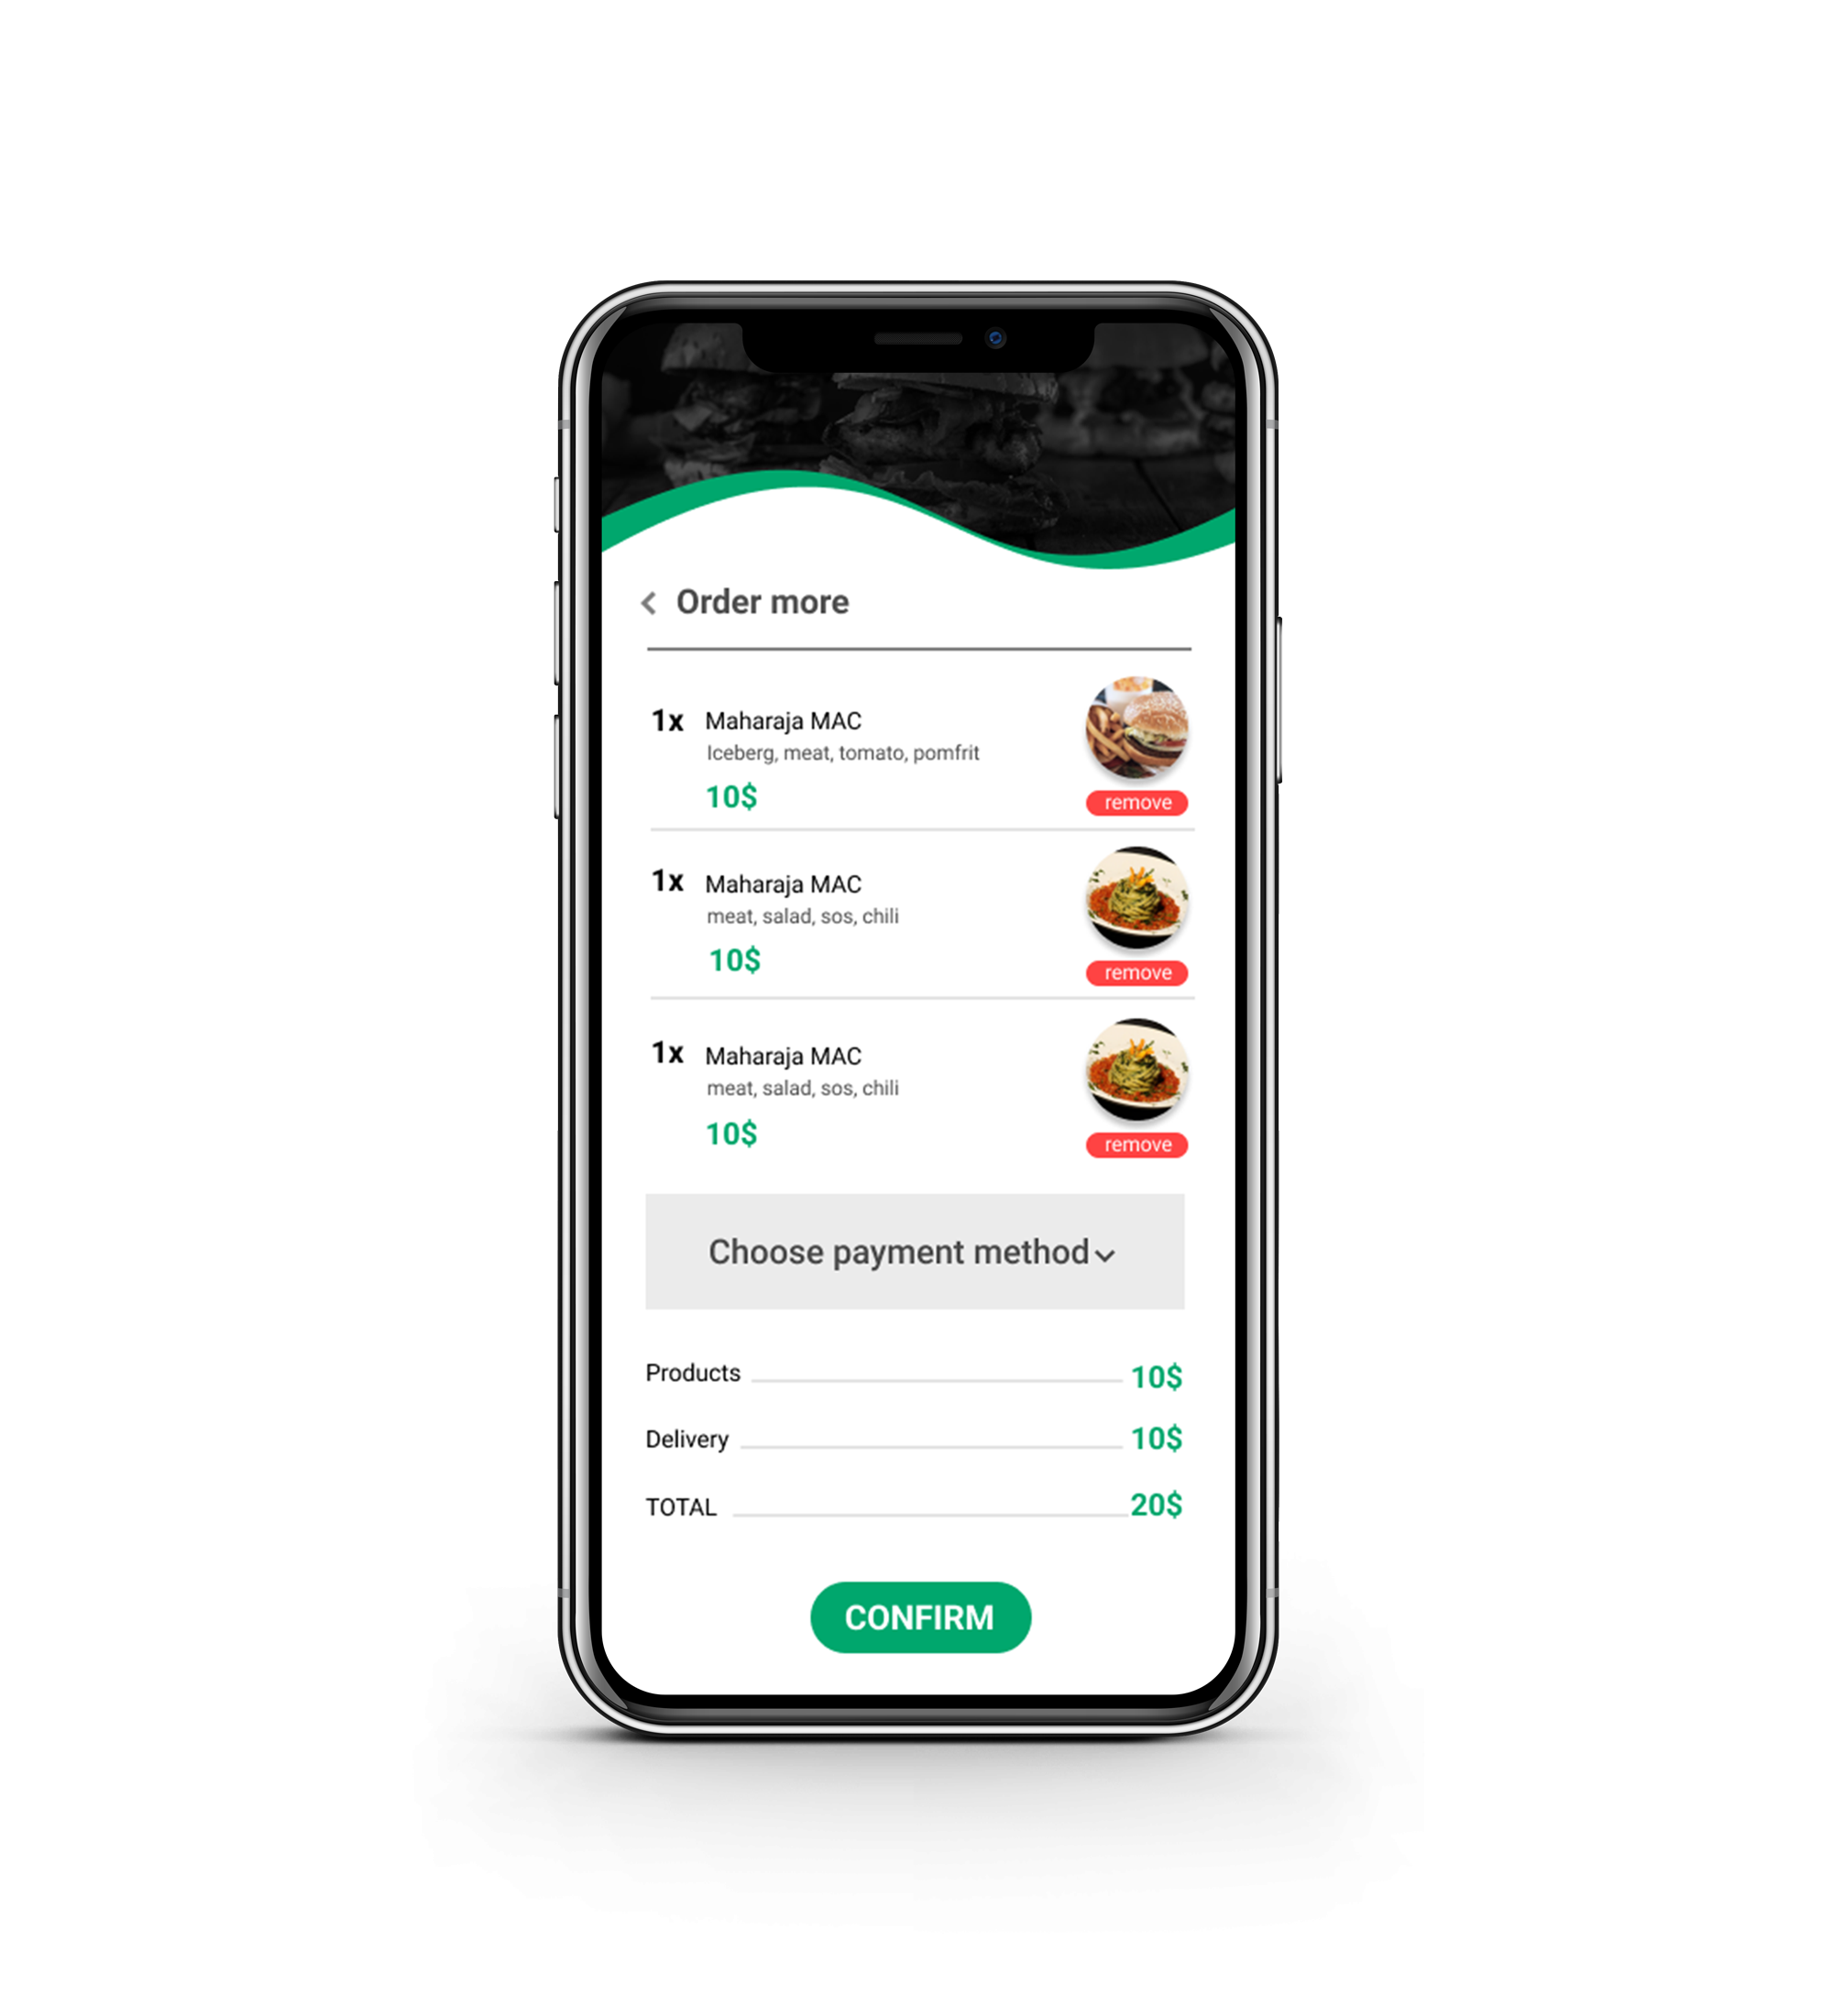 Order more
1x Maharaja MAC
Iceberg, meat, tomato, pomfrit
10$
remove
1x Maharaja MAC
meat, salad, sos, chili
10$
remove
1x Maharaja MAC
meat, salad, sos, chili
10$
remove
Choose payment method
Products 10$
Delivery 10$
TOTAL 20$
CONFIRM